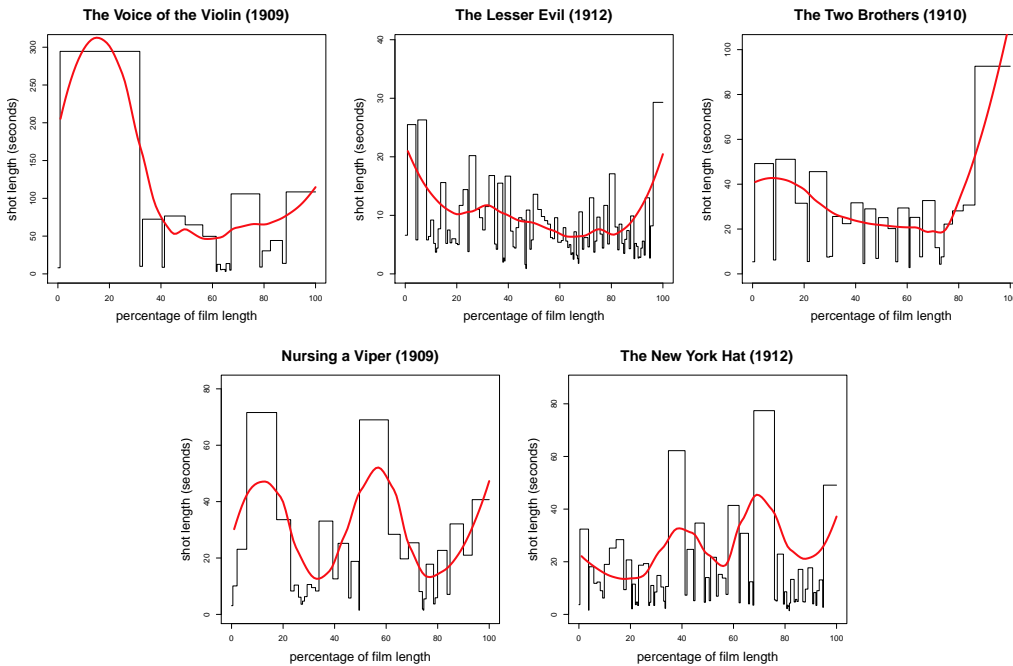 The Voice of the Violin (1909)
shot length (seconds)
300
250
200
150
100
50
0
0 20 40 60 80 100
percentage of film length
The Lesser Evil (1912)
shot length (seconds)
40
30
20
10
0
0 20 40 60 80 100
percentage of film length
The Two Brothers (1910)
shot length (seconds)
100
80
60
40
20
0
0 20 40 60 80 100
percentage of film length
Nursing a Viper (1909)
shot length (seconds)
80
60
40
20
0
0 20 40 60 80 100
percentage of film length
The New York Hat (1912)
shot length (seconds)
80
60
40
20
0
0 20 40 60 80 100
percentage of film length